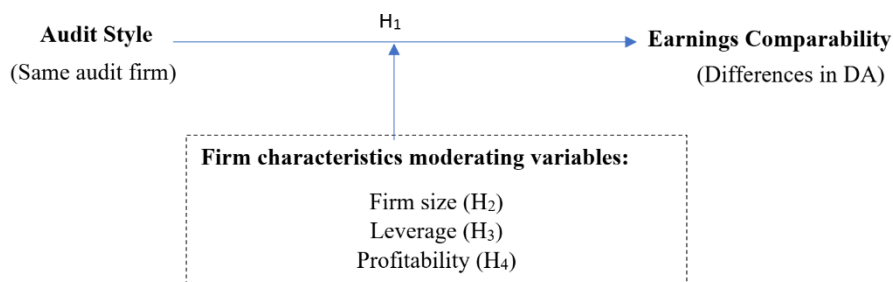 H₁
Audit Style
Earnings Comparability
(Same audit firm)
(Differences in DA)
Firm characteristics moderating variables:
Firm size (H₂)
Leverage (H₃)
Profitability (H₄)